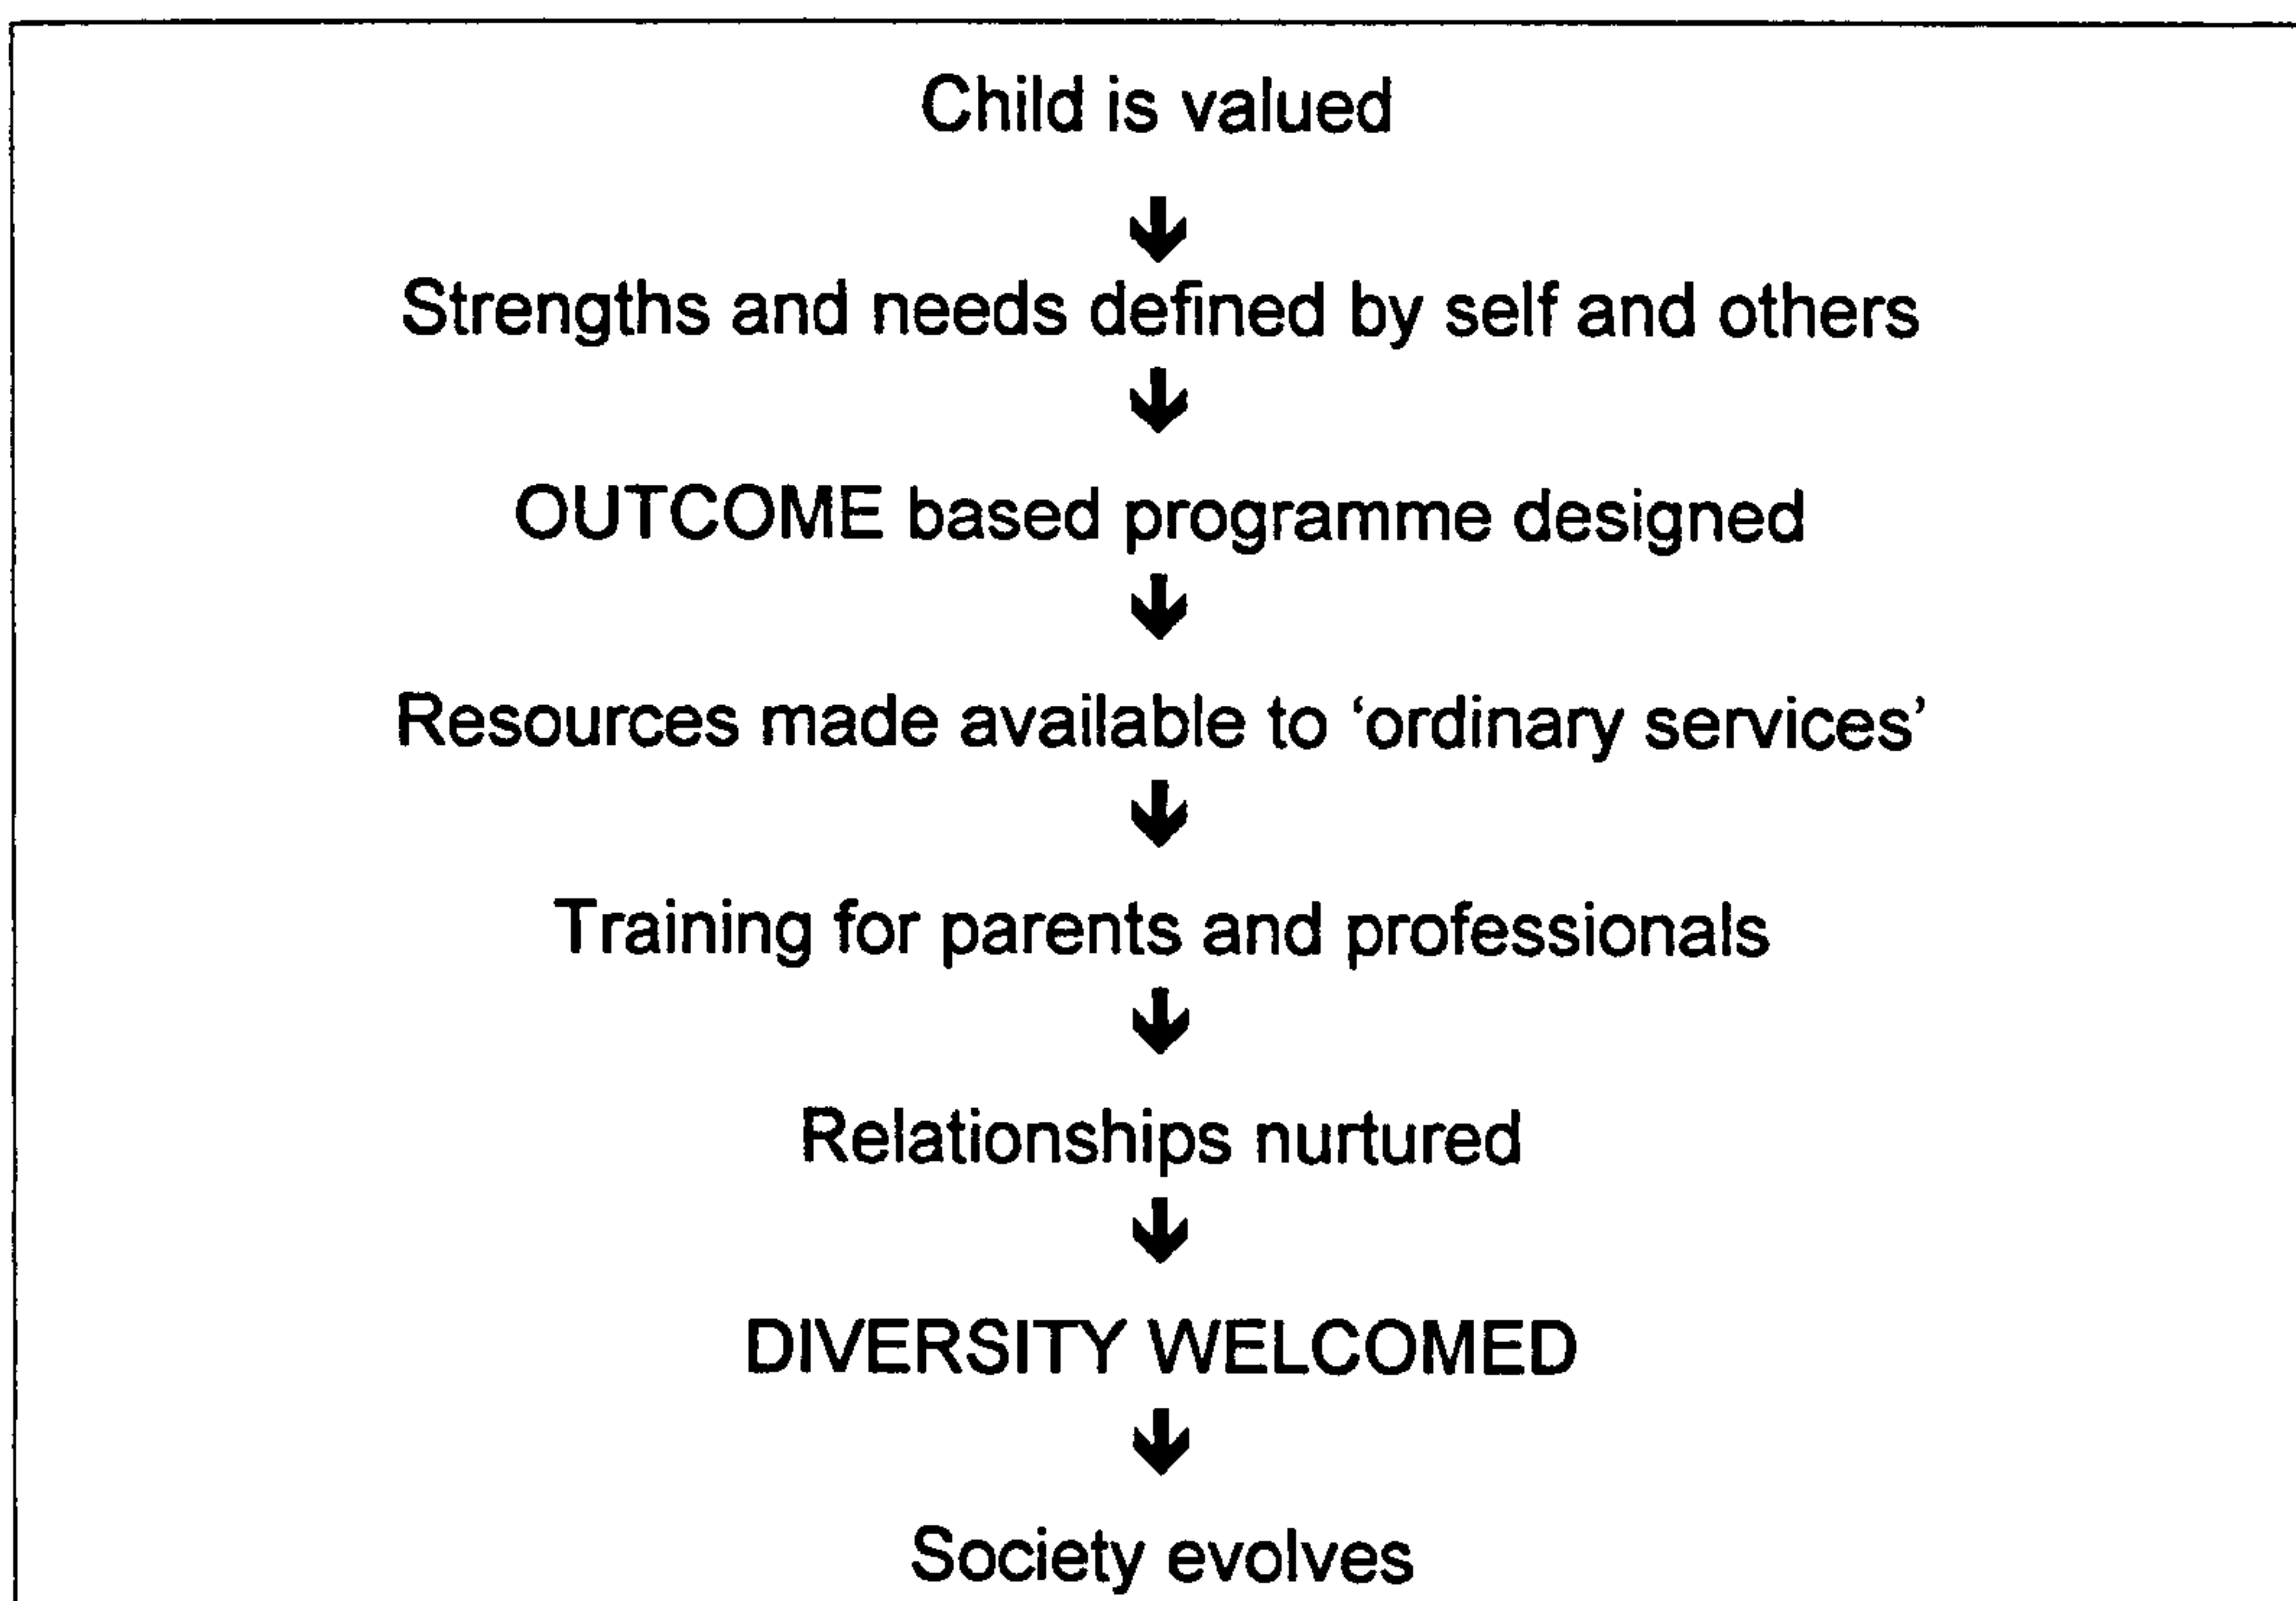 Child is valued
Strengths and needs defined by self and others
OUTCOME based programme designed
Resources made available to ‘ordinary services’
Training for parents and professionals
Relationships nurtured
DIVERSITY WELCOMED
Society evolves